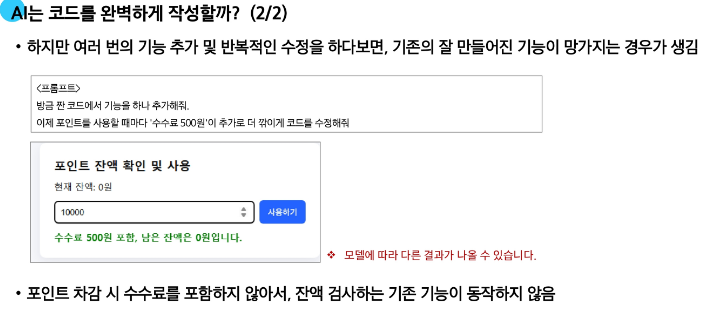 AI는 코드를 완벽하게 작성할까? (2/2)
• 하지만 여러 번의 기능 추가 및 반복적인 수정을 하다보면, 기존의 잘 만들어진 기능이 망가지는 경우가 생김
<프롬프트>
방금 짠 코드에서 기능을 하나 추가해줘.
이제 포인트를 사용할 때마다 '수수료 500원'이 추가로 더 깎이게 코드를 수정해줘
포인트 잔액 확인 및 사용
현재 잔액: 0원
10000 사용하기
수수료 500원 포함, 남은 잔액은 0원입니다.
❖ 모델에 따라 다른 결과가 나올 수 있습니다.
• 포인트 차감 시 수수료를 포함하지 않아서, 잔액 검사하는 기존 기능이 동작하지 않음